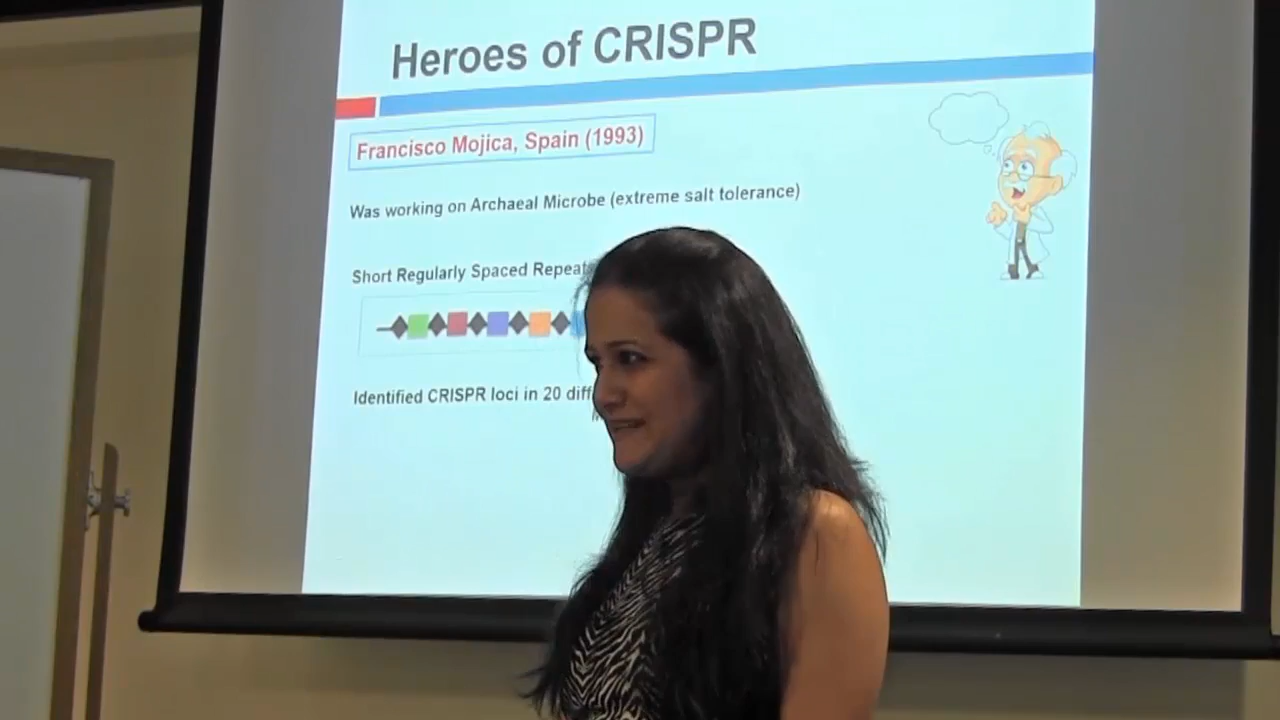 Heroes of CRISPR
Francisco Mojica, Spain (1993)
Was working on Archaeal Microbe (extreme salt tolerance)
Short Regularly Spaced Repeat
Identified CRISPR loci in 20 diff